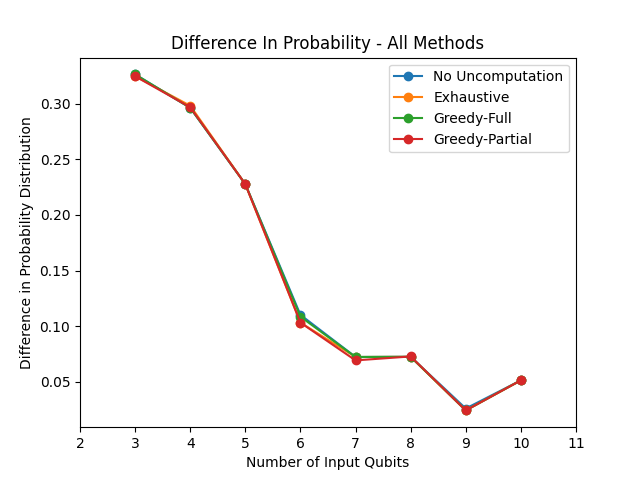 Difference In Probability - All Methods
No Uncomputation
Exhaustive
Greedy-Full
Greedy-Partial
Difference in Probability Distribution
0.30
0.25
0.20
0.15
0.10
0.05
2 3 4 5 6 7 8 9 10 11
Number of Input Qubits